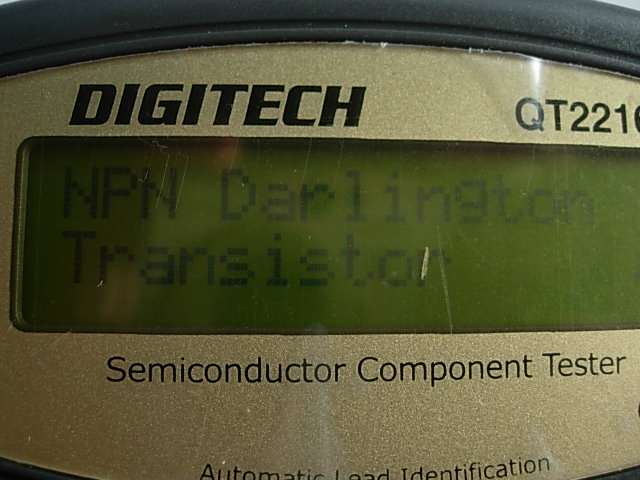 DIGITECH QT2216
NPN Darlington
Transistor
Semiconductor Component Tester
Automatic Lead Identification